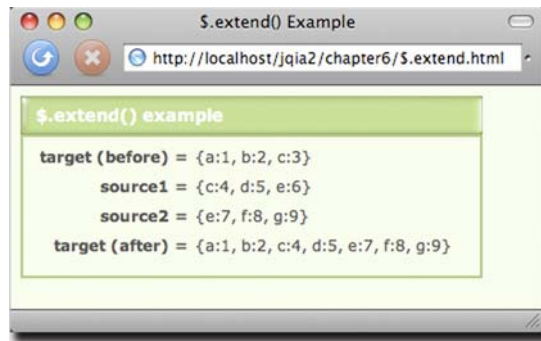 $.extend() Example
http://localhost/jqia2/chapter6/$.extend.html
$.extend() example
target (before) = {a:1, b:2, c:3}
source1 = {c:4, d:5, e:6}
source2 = {e:7, f:8, g:9}
target (after) = {a:1, b:2, c:4, d:5, e:7, f:8, g:9}